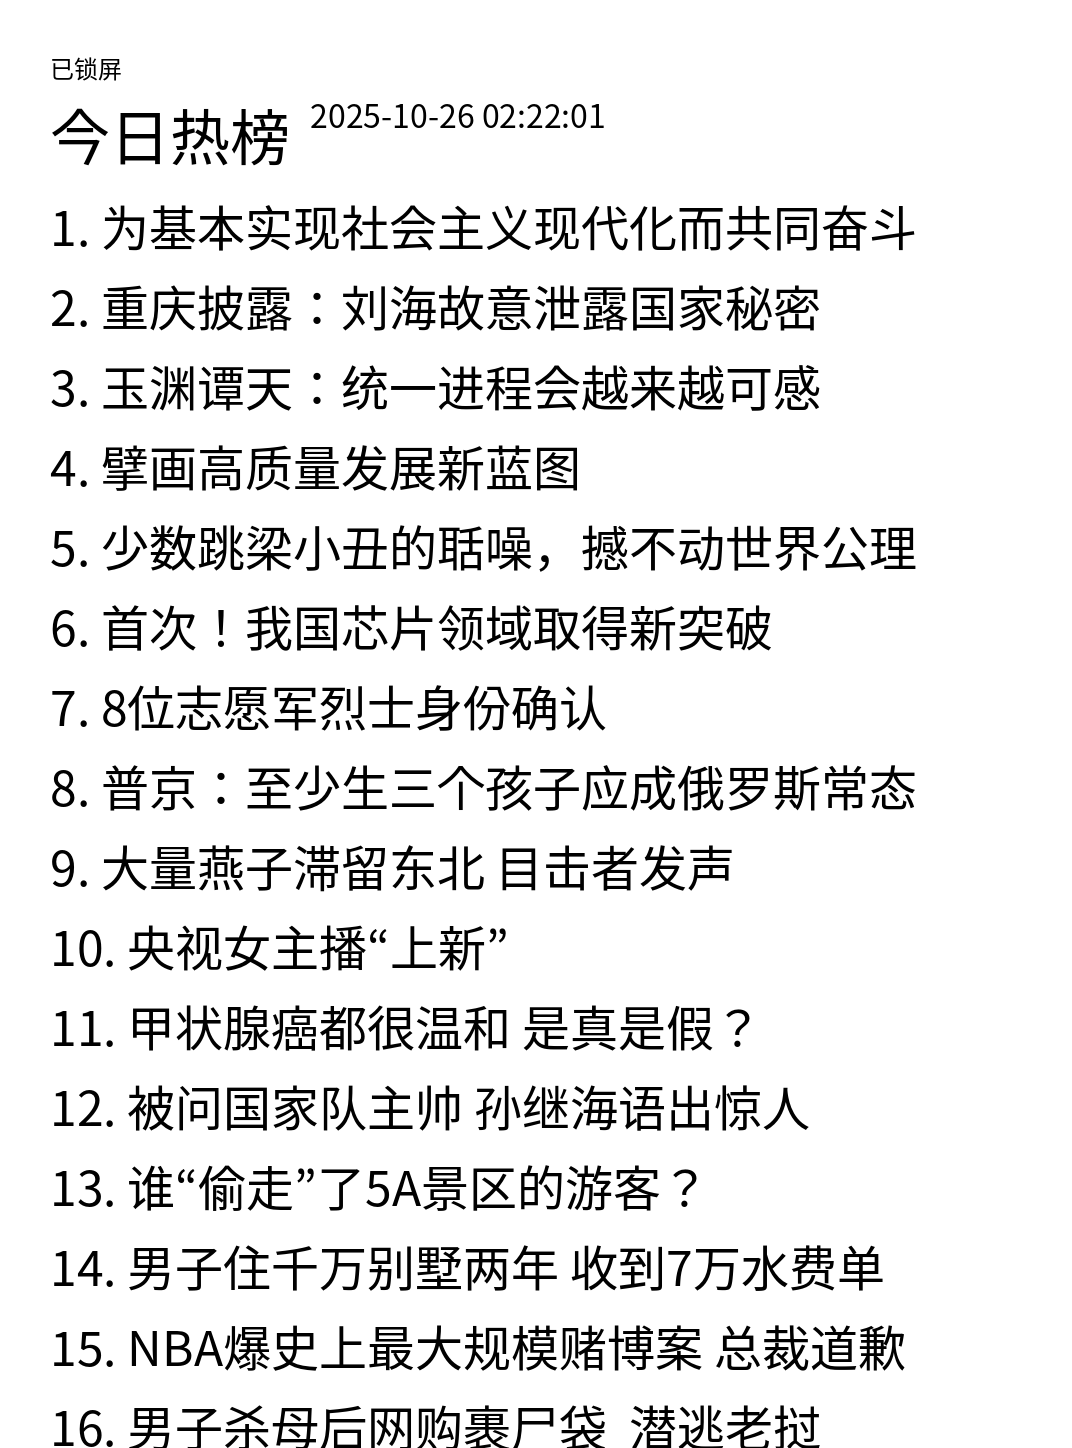 已锁屏
今日热榜 2025-10-26 02:22:01
1. 为基本实现社会主义现代化而共同奋斗
2. 重庆披露：刘海故意泄露国家秘密
3. 玉渊谭天：统一进程会越来越可感
4. 擘画高质量发展新蓝图
5. 少数跳梁小丑的聒噪，撼不动世界公理
6. 首次！我国芯片领域取得新突破
7. 8位志愿军烈士身份确认
8. 普京：至少生三个孩子应成俄罗斯常态
9. 大量燕子滞留东北 目击者发声
10. 央视女主播“上新”
11. 甲状腺癌都很温和 是真是假？
12. 被问国家队主帅 孙继海语出惊人
13. 谁“偷走”了5A景区的游客？
14. 男子住千万别墅两年 收到7万水费单
15. NBA爆史上最大规模赌博案 总裁道歉
16. 男子杀母后网购裹尸袋 潜逃老挝